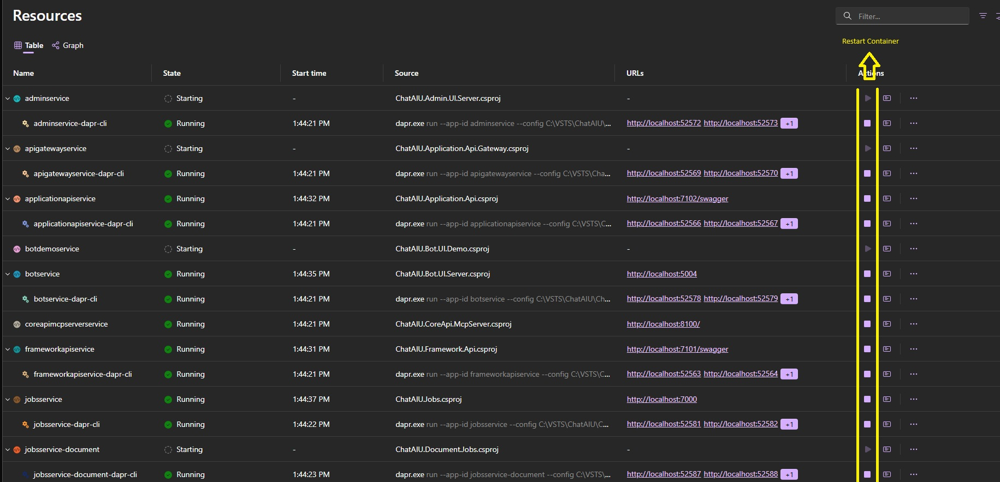 Resources
Filter...
Table Graph
Restart Container
Name State Start time Source URLs Actions
adminservice Starting - ChatAIU.Admin.UI.Server.csproj -
adminservice-dapr-cli Running 1:44:21 PM dapr.exe run --app-id adminservice --config C:\VSTS\ChatAIU\... http://localhost:52572 http://localhost:52573 +1
apigatewayservice Starting - ChatAIU.Application.Api.Gateway.csproj -
apigatewayservice-dapr-cli Running 1:44:21 PM dapr.exe run --app-id apigatewayservice --config C:\VSTS\Cha... http://localhost:52569 http://localhost:52570 +1
applicationapiservice Running 1:44:32 PM ChatAIU.Application.Api.csproj http://localhost:7102/swagger
applicationapiservice-dapr-cli Running 1:44:21 PM dapr.exe run --app-id applicationapiservice --config C:\VSTS\C... http://localhost:52566 http://localhost:52567 +1
botdemoservice Starting - ChatAIU.Bot.UI.Demo.csproj -
botservice Running 1:44:35 PM ChatAIU.Bot.UI.Server.csproj http://localhost:5004
botservice-dapr-cli Running 1:44:21 PM dapr.exe run --app-id botservice --config C:\VSTS\ChatAIU\Ch... http://localhost:52578 http://localhost:52579 +1
coreapimcpserverservice Running 1:44:21 PM ChatAIU.CoreApi.McpServer.csproj http://localhost:8100/
frameworkapiservice Running 1:44:31 PM ChatAIU.Framework.Api.csproj http://localhost:7101/swagger
frameworkapiservice-dapr-cli Running 1:44:21 PM dapr.exe run --app-id frameworkapiservice --config C:\VSTS\C... http://localhost:52563 http://localhost:52564 +1
jobsservice Running 1:44:37 PM ChatAIU.Jobs.csproj http://localhost:7000
jobsservice-dapr-cli Running 1:44:22 PM dapr.exe run --app-id jobsservice --config C:\VSTS\ChatAIU\C... http://localhost:52581 http://localhost:52582 +1
jobsservice-document Starting - ChatAIU.Document.Jobs.csproj -
jobsservice-document-dapr-cli Running 1:44:23 PM dapr.exe run --app-id jobsservice-document --config C:\VSTS\... http://localhost:52587 http://localhost:52588 +1